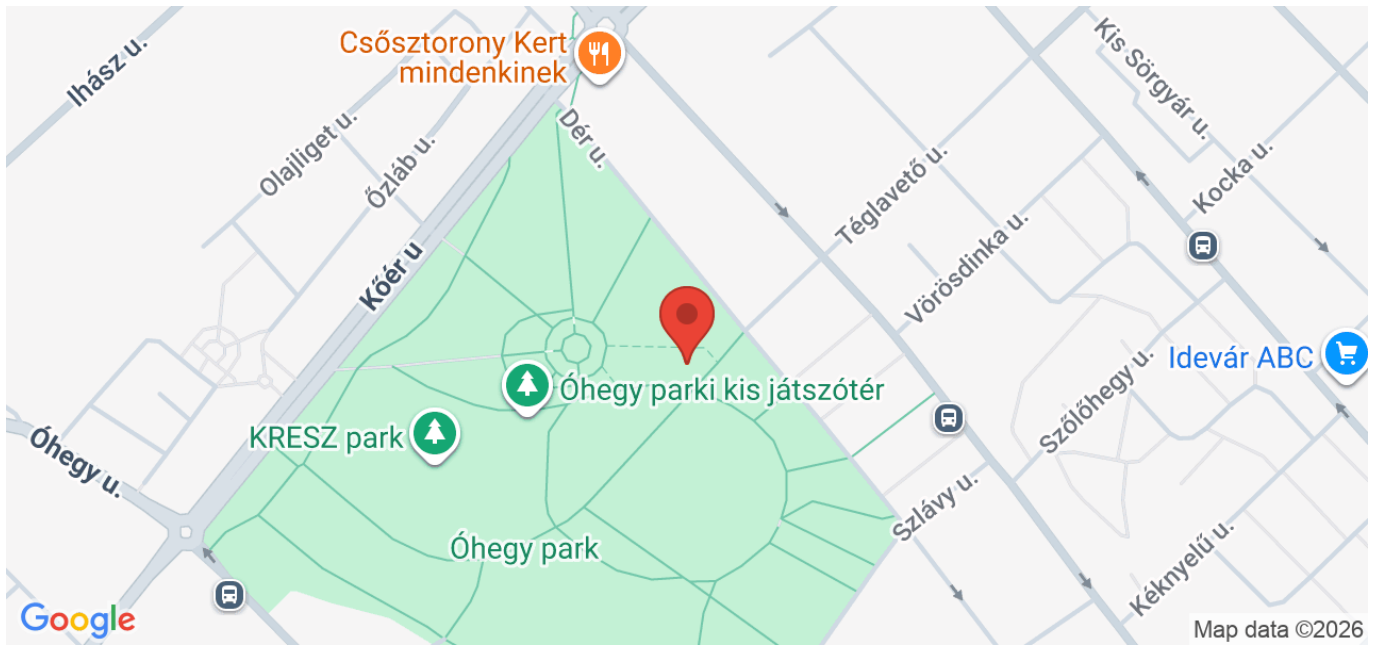 Csősztorony Kert
mindenkinek
Ihász u.
Kis Sörgyár u.
Dér u.
Olajliget u.
Őzláb u.
Téglavető u.
Kocka u.
Kőér u
Vörösdinka u.
Idevár ABC
Óhegy parki kis játszótér
Szőlőhegy u.
KRESZ park
Óhegy u.
Szlávy u.
Óhegy park
Kéknyelű u.
Google
Map data ©2026